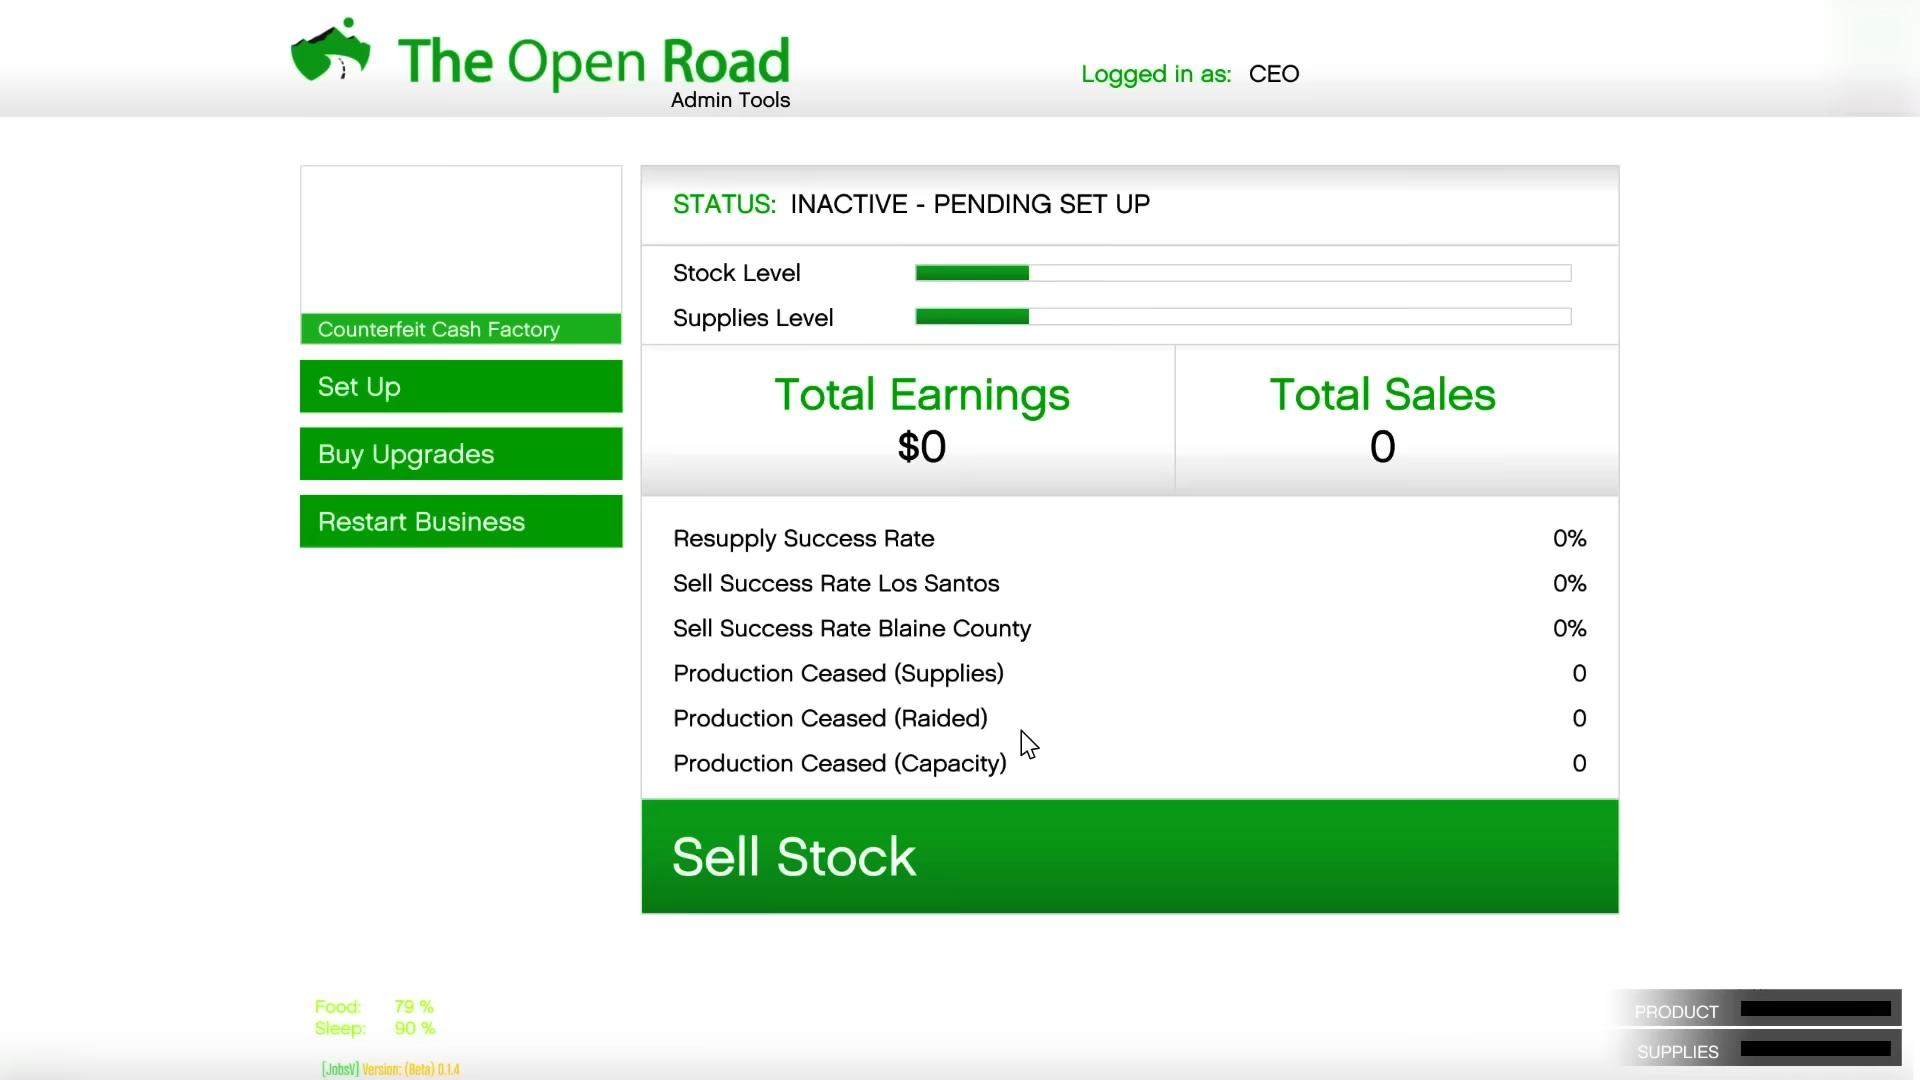 The Open Road
Admin Tools
Logged in as: CEO
Counterfeit Cash Factory
Set Up
Buy Upgrades
Restart Business
STATUS: INACTIVE - PENDING SET UP
Stock Level
Supplies Level
Total Earnings
$0
Total Sales
0
Resupply Success Rate 0%
Sell Success Rate Los Santos 0%
Sell Success Rate Blaine County 0%
Production Ceased (Supplies) 0
Production Ceased (Raided) 0
Production Ceased (Capacity) 0
Sell Stock
Food: 79 %
Sleep: 90 %
[JobsV] Version: (Beta) 0.1.4
PRODUCT
SUPPLIES